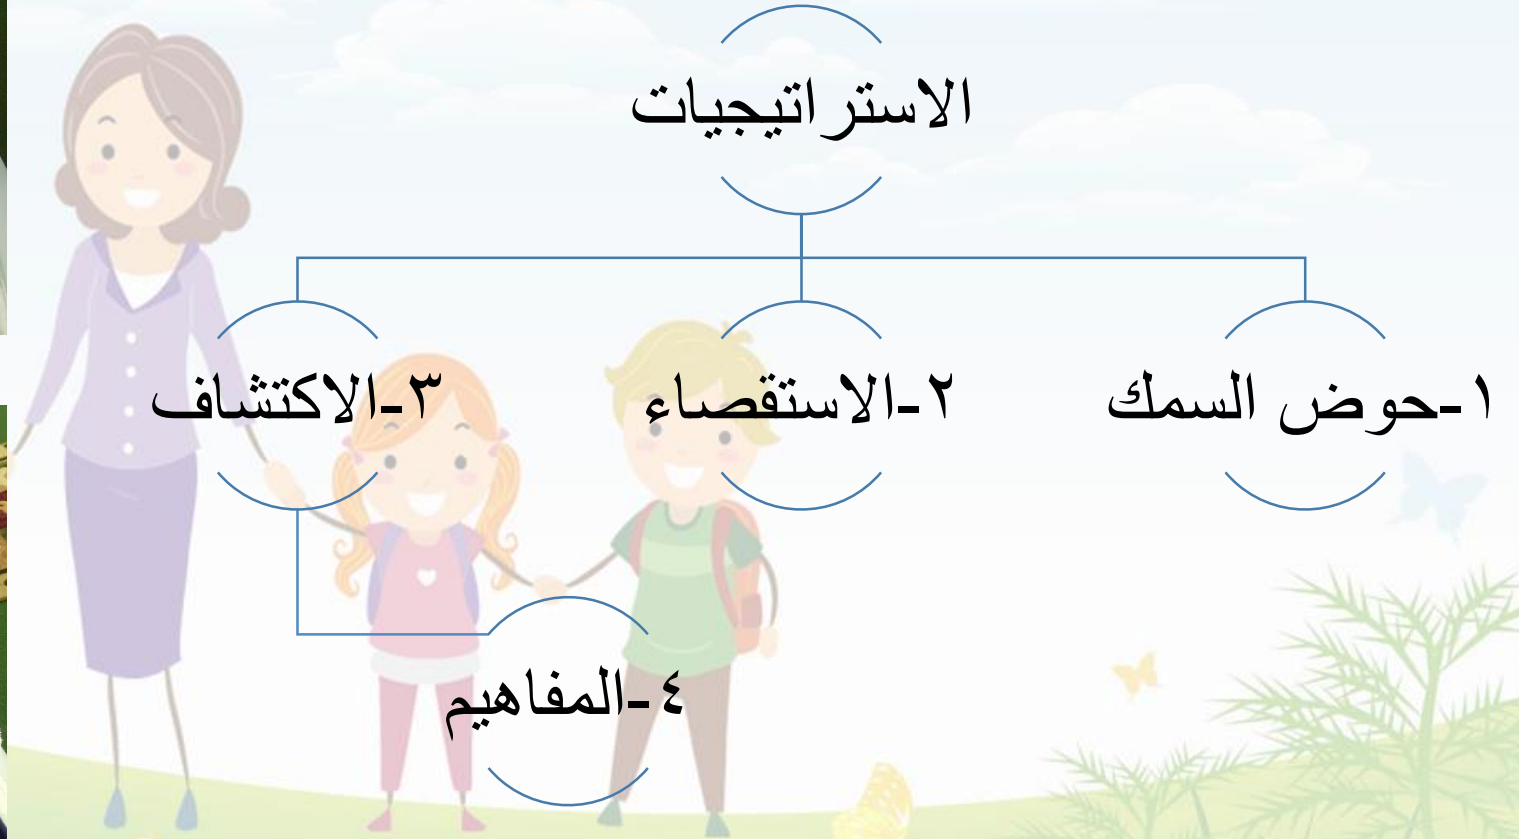 الاستراتيجيات
١-حوض السمك
٢-الاستقصاء
٣-الاكتشاف
٤-المفاهيم